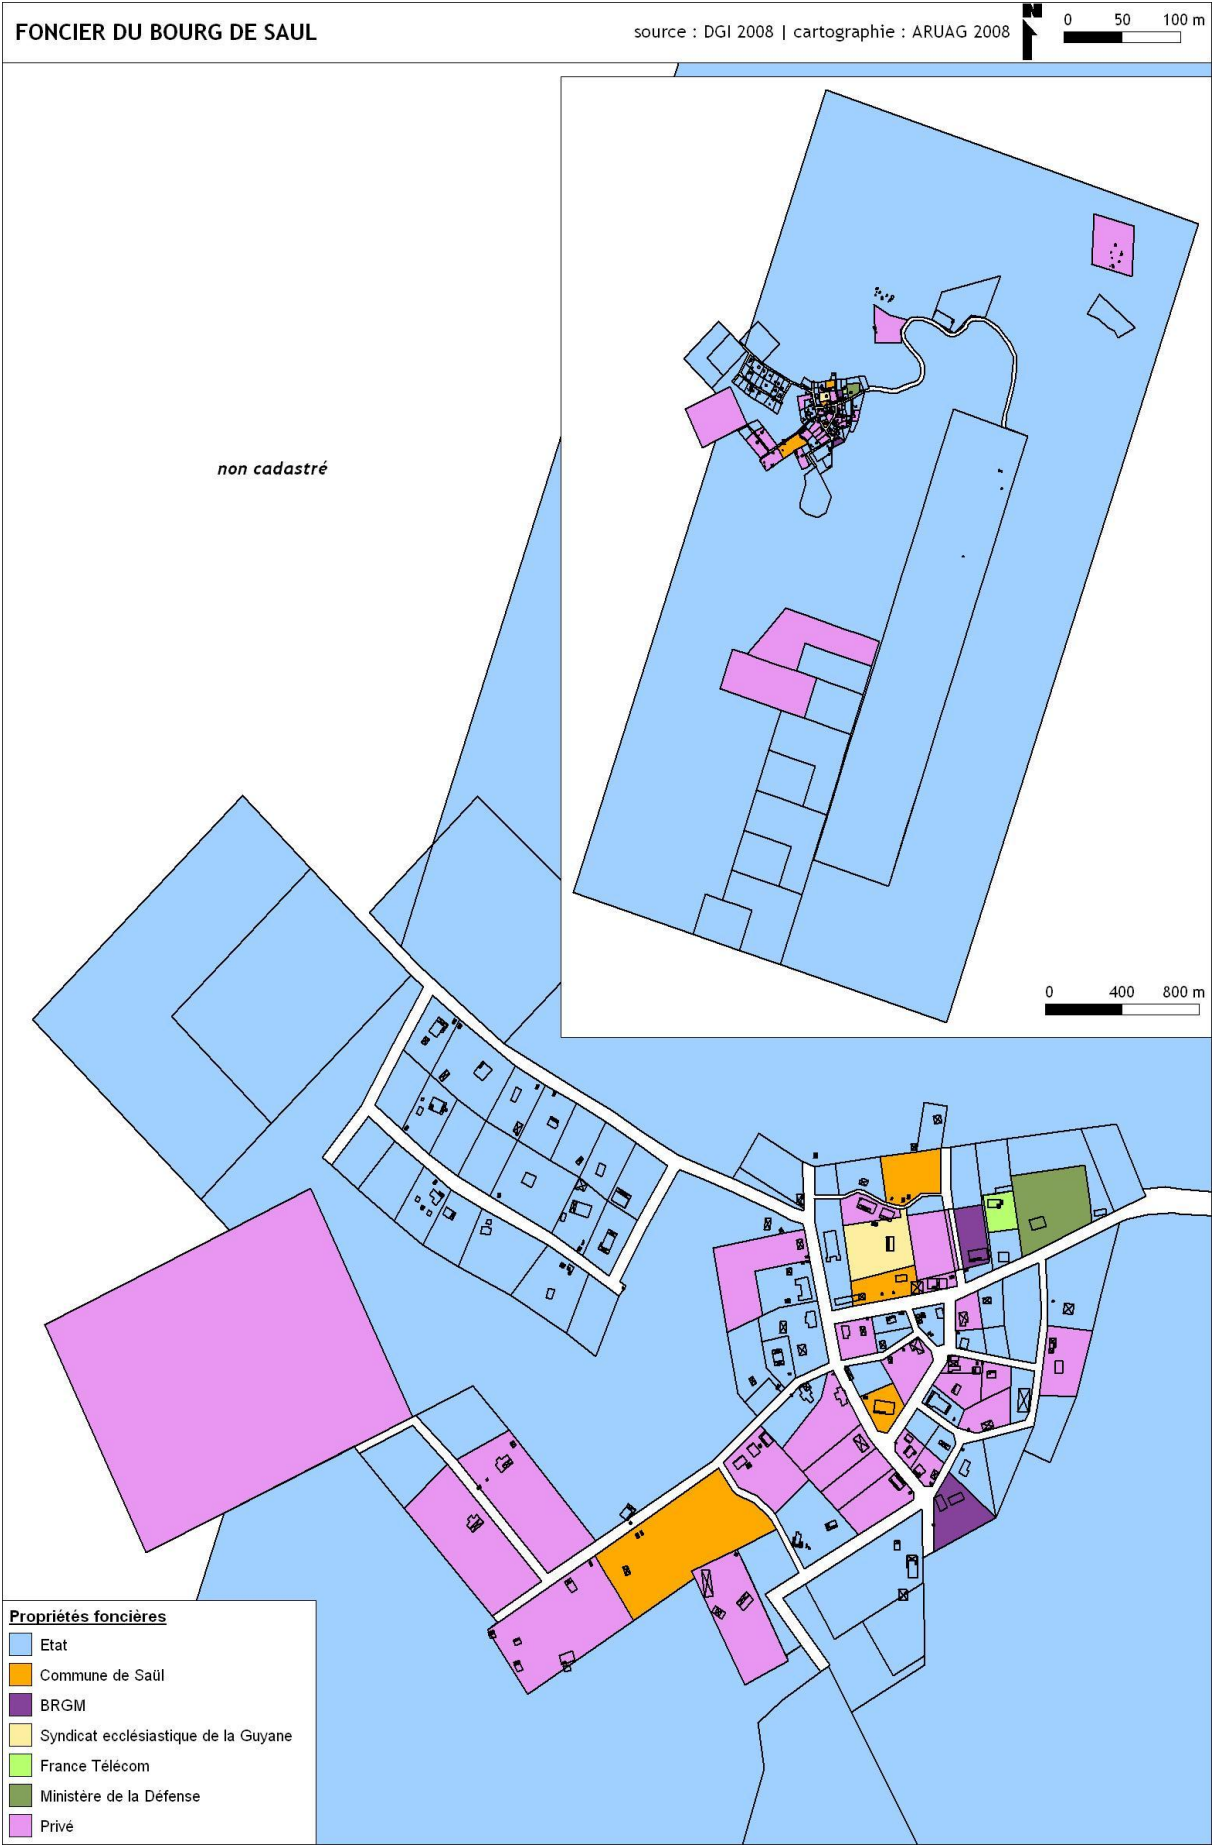 FONCIER DU BOURG DE SAUL
source : DGI 2008 | cartographie : ARUAG 2008
N
0 50 100 m
non cadastré
0 400 800 m
Propriétés foncières
Etat
Commune de Saül
BRGM
Syndicat ecclésiastique de la Guyane
France Télécom
Ministère de la Défense
Privé